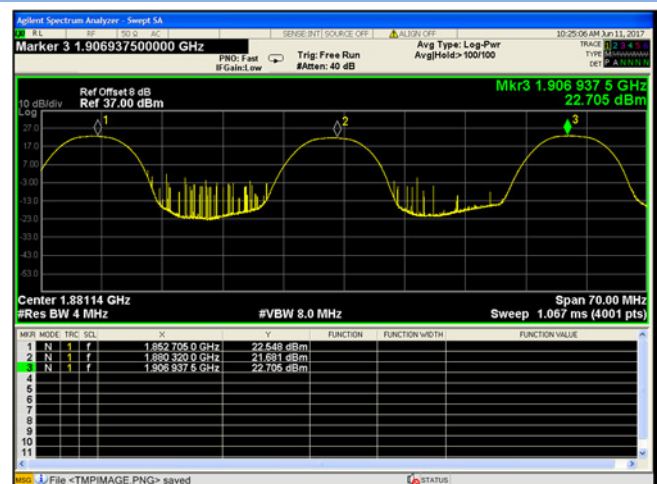 Agilent Spectrum Analyzer - Swept SA
RL RF 50 Ω AC SENSE:INT SOURCE OFF ALIGN OFF 10:25:06 AM Jun 11, 2017
Marker 3 1.906937500000 GHz
PNO: Fast
IFGain:Low
Trig: Free Run
#Atten: 40 dB
Avg Type: Log-Pwr
Avg|Hold:> 100/100
TRACE 1 2 3 4 5 6
TYPE
DET P A N N N N
Ref Offset 8 dB
10 dB/div Ref 37.00 dBm
Mkr3 1.906 937 5 GHz
22.705 dBm
Log
1
2
3
27.0
17.0
7.00
-3.00
-13.0
-23.0
-33.0
-43.0
-53.0
Center 1.88114 GHz Span 70.00 MHz
#Res BW 4 MHz #VBW 8.0 MHz Sweep 1.067 ms (4001 pts)
MKR MODE TRC SCL X Y FUNCTION FUNCTION WIDTH FUNCTION VALUE
1 N 1 f 1.852 705 0 GHz 22.548 dBm
2 N 1 f 1.880 320 0 GHz 21.681 dBm
3 N 1 f 1.906 937 5 GHz 22.705 dBm
4
5
6
7
8
9
10
11
MSG File <TMPIMAGE.PNG> saved STATUS